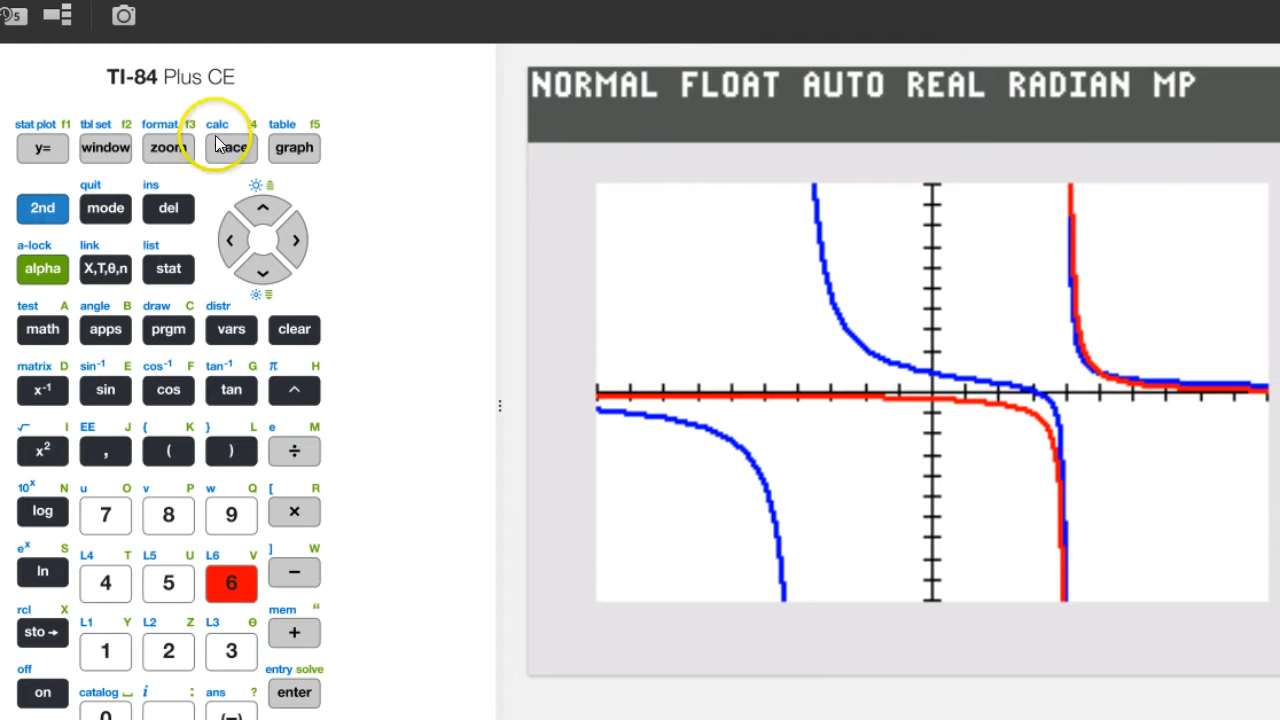 5
TI-84 Plus CE
NORMAL FLOAT AUTO REAL RADIAN MP
stat plot f1 tbl set f2 format f3 calc f4 table f5
y= window zoom trace graph
quit ins
2nd mode del
a-lock link list
alpha X,T,θ,n stat
test A angle B draw C distr
math apps prgm vars clear
matrix D sin-1 E cos-1 F tan-1 G π H
x-1 sin cos tan ^
√ I EE J { K } L e M
x2 , ( ) ÷
10x N u O v P w Q [ R
log 7 8 9 ×
ex S L4 T L5 U L6 V ] W
ln 4 5 6 −
rcl X L1 Y L2 Z L3 θ mem “
sto→ 1 2 3 +
off catalog ⎵ i : ans ? entry solve
on 0 (−) enter